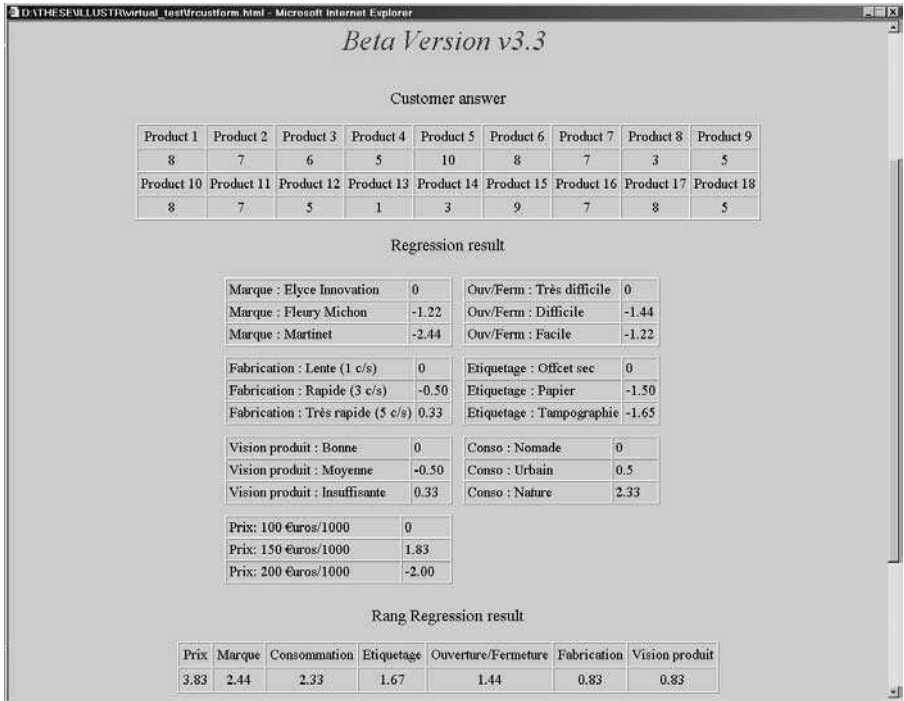 D:\THESE\ILLUSTR\virtual_test\frcustform.html - Microsoft Internet Explorer
Beta Version v3.3
Customer answer
Product 1 Product 2 Product 3 Product 4 Product 5 Product 6 Product 7 Product 8 Product 9
8 7 6 5 10 8 7 3 5
Product 10 Product 11 Product 12 Product 13 Product 14 Product 15 Product 16 Product 17 Product 18
8 7 5 1 3 9 7 8 5
Regression result
Marque : Elyce Innovation 0 Ouv/Ferm : Très difficile 0
Marque : Fleury Michon -1.22 Ouv/Ferm : Difficile -1.44
Marque : Martinet -2.44 Ouv/Ferm : Facile -1.22
Fabrication : Lente (1 c/s) 0 Etiquetage : Offcet sec 0
Fabrication : Rapide (3 c/s) -0.50 Etiquetage : Papier -1.50
Fabrication : Très rapide (5 c/s) 0.33 Etiquetage : Tampographie -1.65
Vision produit : Bonne 0 Conso : Nomade 0
Vision produit : Moyenne -0.50 Conso : Urbain 0.5
Vision produit : Insuffisante 0.33 Conso : Nature 2.33
Prix: 100 €uros/1000 0
Prix: 150 €uros/1000 1.83
Prix: 200 €uros/1000 -2.00
Rang Regression result
Prix Marque Consommation Etiquetage Ouverture/Fermeture Fabrication Vision produit
3.83 2.44 2.33 1.67 1.44 0.83 0.83